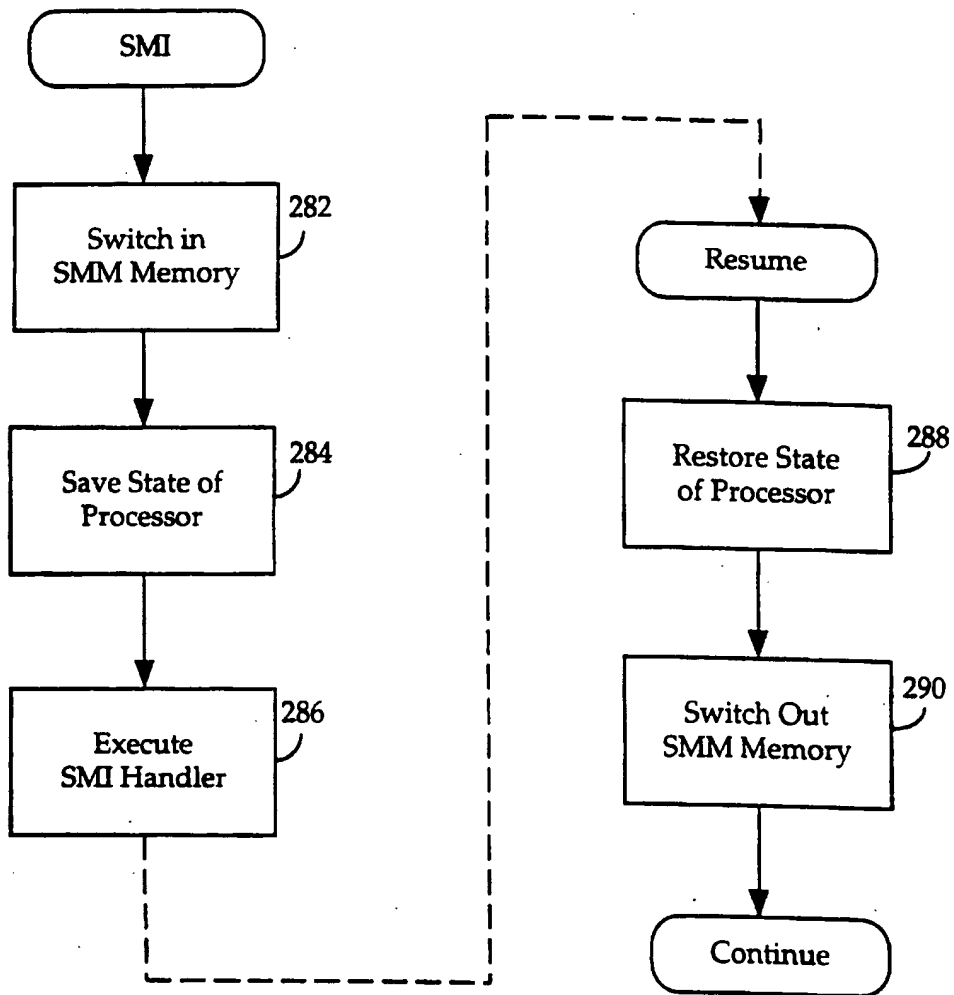 SMI
Switch in
SMM Memory
282
Save State of
Processor
284
Execute
SMI Handler
286
Resume
Restore State
of Processor
288
Switch Out
SMM Memory
290
Continue